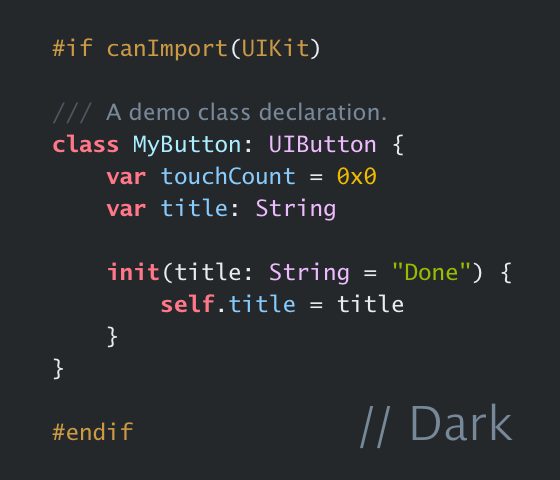 #if canImport(UIKit)
/// A demo class declaration.
class MyButton: UIButton {
    var touchCount = 0x0
    var title: String
    init(title: String = "Done") {
        self.title = title
    }
}
#endif
// Dark